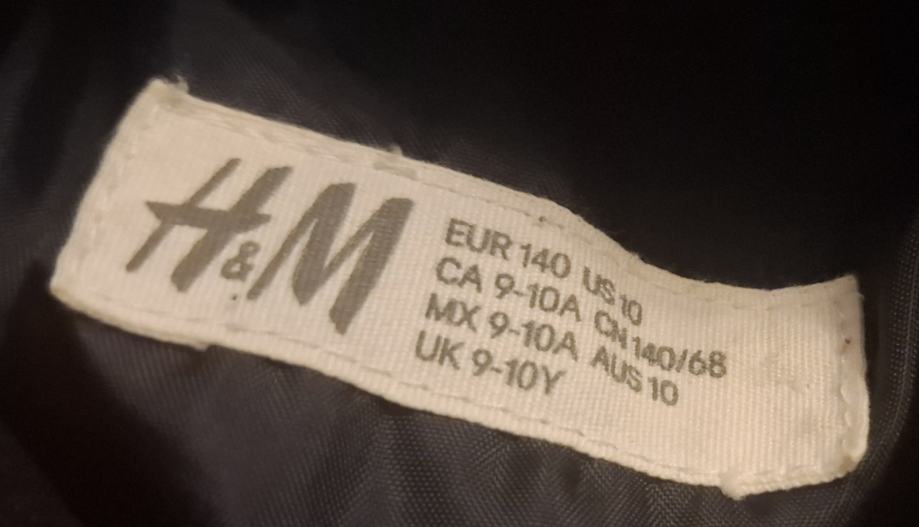 H&M
EUR 140 US 10
CA 9-10A CN 140/68
MX 9-10A AUS 10
UK 9-10Y